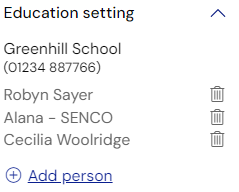 Education setting
Greenhill School
(01234 887766)
Robyn Sayer
Alana - SENCO
Cecilia Woolridge
Add person